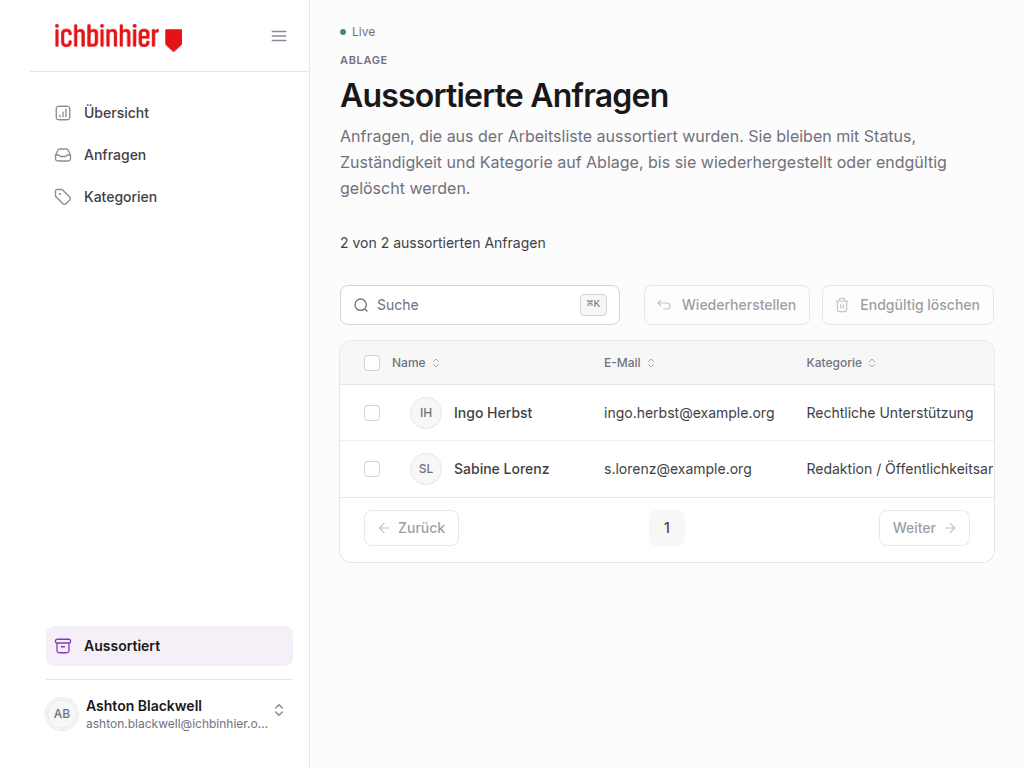 ichbinhier
Übersicht
Anfragen
Kategorien
Aussortiert
AB
Ashton Blackwell
ashton.blackwell@ichbinhier.o...
Live
ABLAGE
Aussortierte Anfragen
Anfragen, die aus der Arbeitsliste aussortiert wurden. Sie bleiben mit Status,
Zuständigkeit und Kategorie auf Ablage, bis sie wiederhergestellt oder endgültig
gelöscht werden.
2 von 2 aussortierten Anfragen
Suche ⌘K Wiederherstellen Endgültig löschen
Name E-Mail Kategorie
IH Ingo Herbst ingo.herbst@example.org Rechtliche Unterstützung
SL Sabine Lorenz s.lorenz@example.org Redaktion / Öffentlichkeitsar
Zurück 1 Weiter